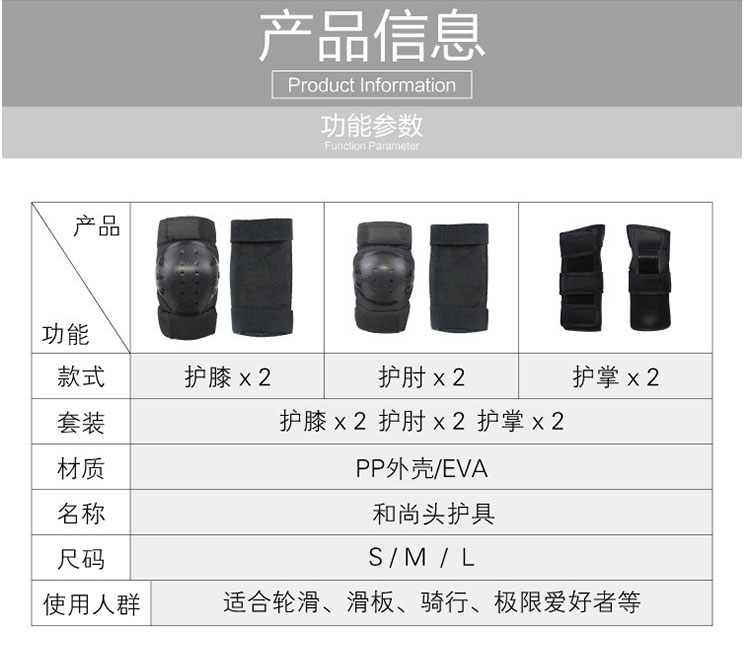 产品信息
Product Information
功能参数
Function Parameter
产品
功能
款式 护膝 x 2 护肘 x 2 护掌 x 2
套装 护膝 x 2 护肘 x 2 护掌 x 2
材质 PP外壳/EVA
名称 和尚头护具
尺码 S / M / L
使用人群 适合轮滑、滑板、骑行、极限爱好者等